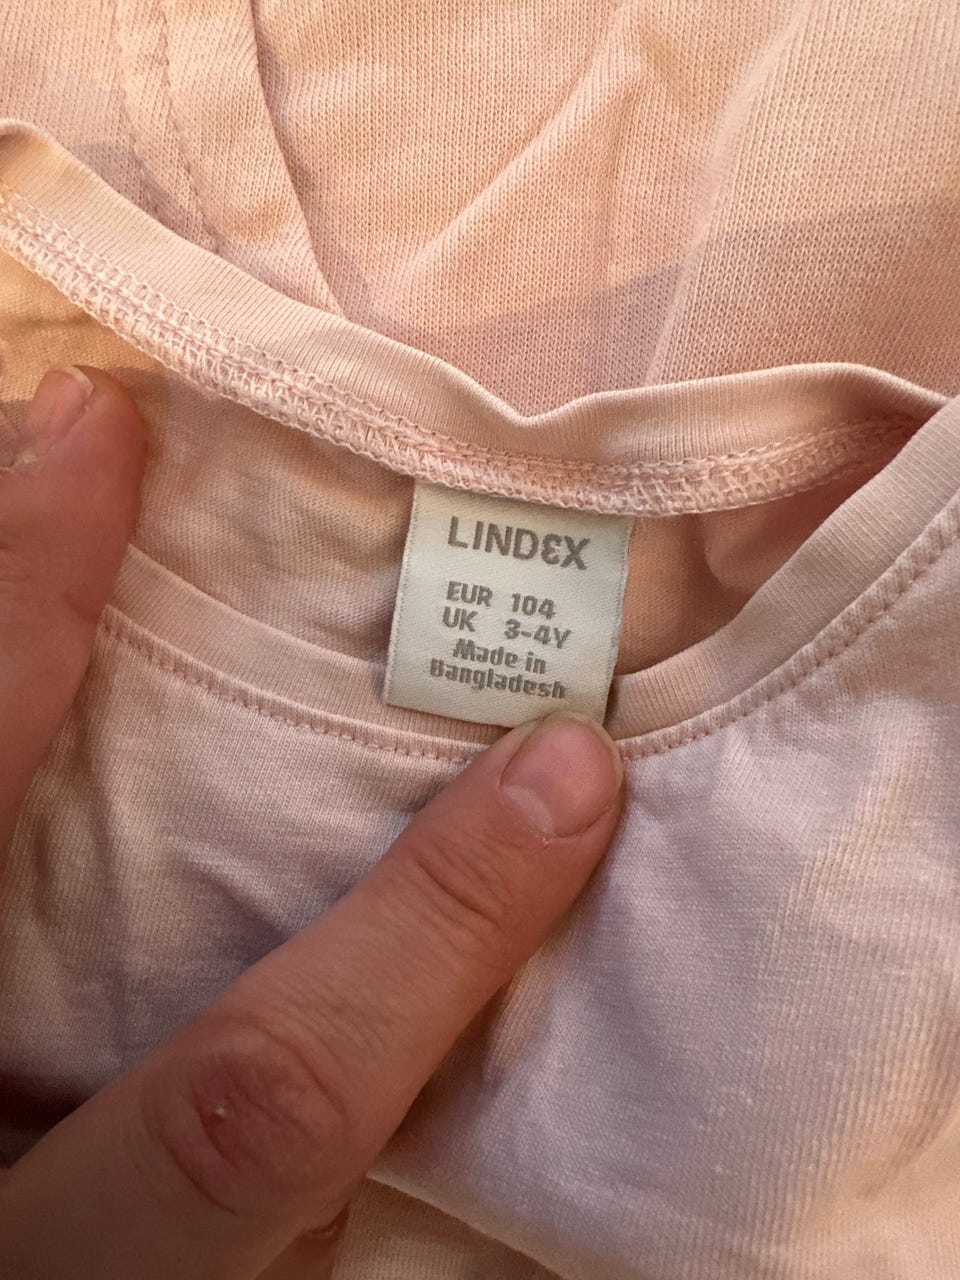 LINDEX
EUR 104
UK 3-4Y
Made in
Bangladesh